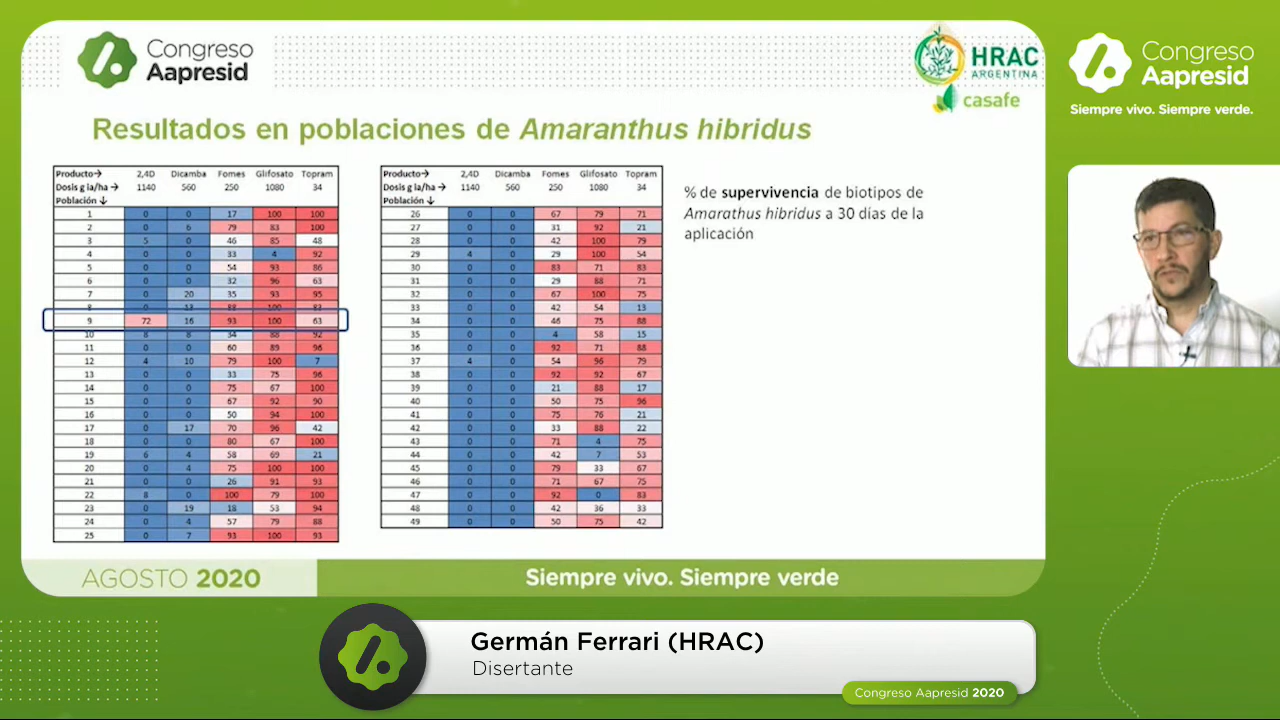 Congreso
Aapresid
HRAC
ARGENTINA
casafe
Congreso
Aapresid
Siempre vivo. Siempre verde.
Resultados en poblaciones de Amaranthus hibridus
Producto→ 2,4D Dicamba Fomes Glifosato Topram
Dosis g ia/ha → 1140 560 250 1080 34
Población ↓
1 0 0 17 100 100
2 0 6 79 83 100
3 5 0 46 85 48
4 0 0 33 4 92
5 0 0 54 93 86
6 0 0 32 96 63
7 0 20 35 93 95
8 0 13 88 100 83
9 72 16 93 100 63
10 8 8 34 88 92
11 0 0 60 89 96
12 4 10 79 100 7
13 0 0 33 75 96
14 0 0 75 67 100
15 0 0 67 92 90
16 0 0 50 94 100
17 0 17 70 96 42
18 0 0 80 67 100
19 6 4 58 69 21
20 0 4 75 100 100
21 0 0 26 91 93
22 8 0 100 79 100
23 0 19 18 53 94
24 0 4 57 79 88
25 0 7 93 100 93
Producto→ 2,4D Dicamba Fomes Glifosato Topram
Dosis g ia/ha → 1140 560 250 1080 34
Población ↓
26 0 0 67 79 71
27 0 0 31 92 21
28 0 0 42 100 79
29 4 0 29 100 54
30 0 0 83 71 83
31 0 0 29 88 71
32 0 0 67 100 75
33 0 0 42 54 13
34 0 0 46 75 88
35 0 0 4 58 15
36 0 0 92 71 88
37 4 0 54 96 79
38 0 0 92 92 67
39 0 0 21 88 17
40 0 0 50 75 96
41 0 0 75 76 21
42 0 0 33 88 22
43 0 0 71 4 75
44 0 0 42 7 53
45 0 0 79 33 67
46 0 0 71 67 75
47 0 0 92 0 83
48 0 0 42 36 33
49 0 0 50 75 42
% de supervivencia de biotipos de
Amarathus hibridus a 30 días de la
aplicación
AGOSTO 2020
Siempre vivo. Siempre verde
Germán Ferrari (HRAC)
Disertante
Congreso Aapresid 2020